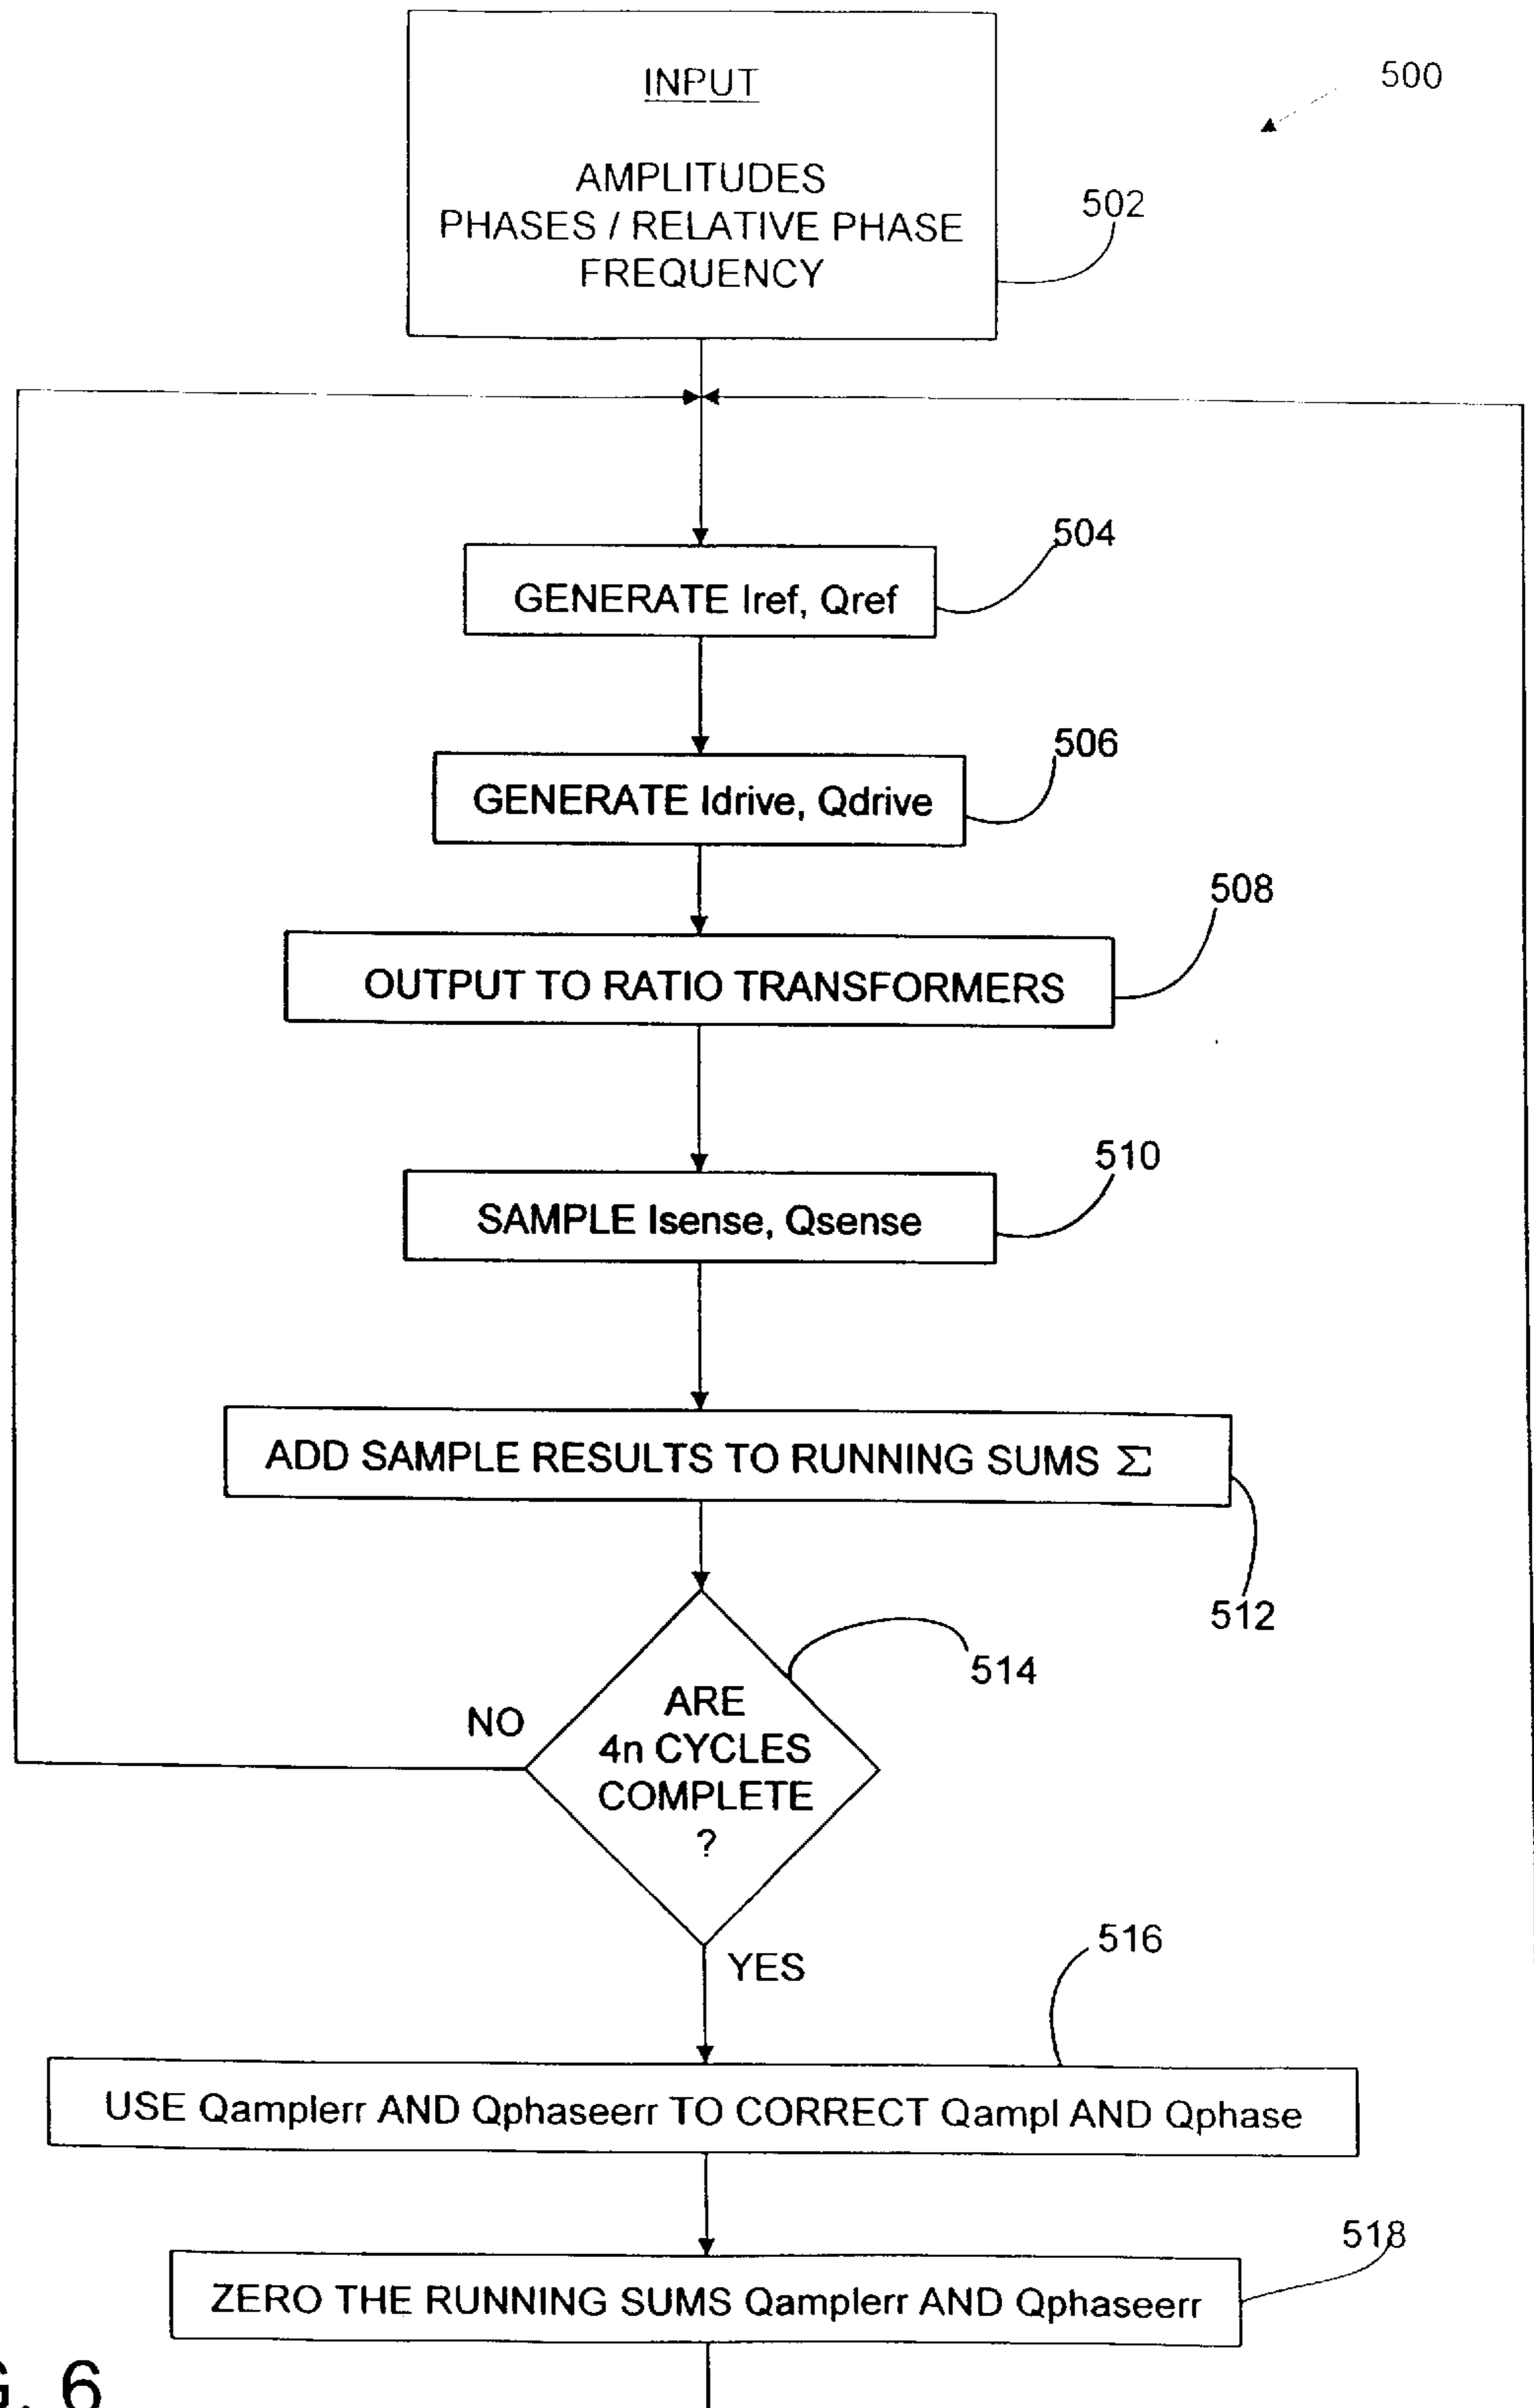 INPUT
500
AMPLITUDES
PHASES / RELATIVE PHASE
FREQUENCY
502
504
GENERATE Iref, Qref
506
GENERATE Idrive, Qdrive
508
OUTPUT TO RATIO TRANSFORMERS
510
SAMPLE Isense, Qsense
ADD SAMPLE RESULTS TO RUNNING SUMS Σ
512
514
ARE
4n CYCLES
COMPLETE
?
NO
YES
516
USE Qamplerr AND Qphaseerr TO CORRECT Qampl AND Qphase
518
ZERO THE RUNNING SUMS Qamplerr AND Qphaseerr
G. 6